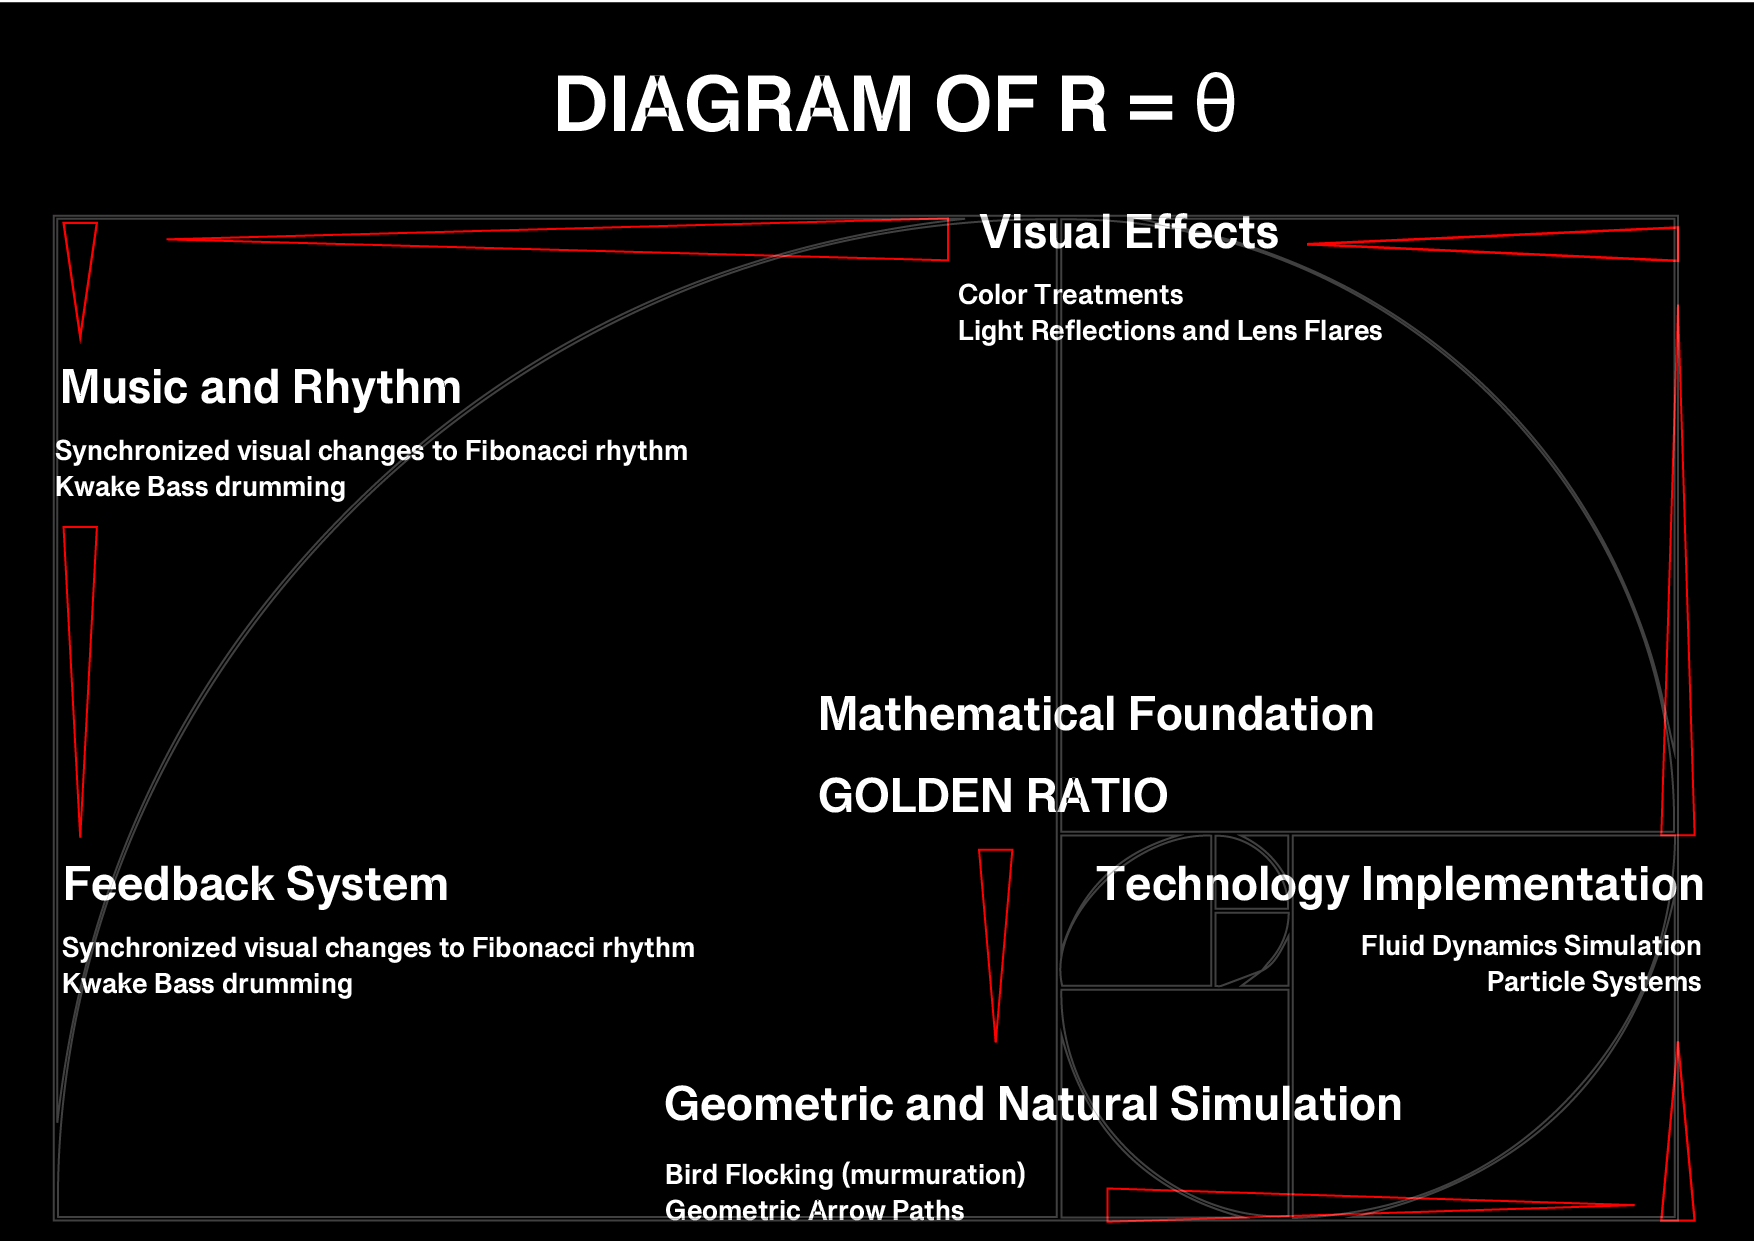 DIAGRAM OF R = θ
Visual Effects
Color Treatments
Light Reflections and Lens Flares
Music and Rhythm
Synchronized visual changes to Fibonacci rhythm
Kwake Bass drumming
Mathematical Foundation
GOLDEN RATIO
Feedback System
Synchronized visual changes to Fibonacci rhythm
Kwake Bass drumming
Technology Implementation
Fluid Dynamics Simulation
Particle Systems
Geometric and Natural Simulation
Bird Flocking (murmuration)
Geometric Arrow Paths